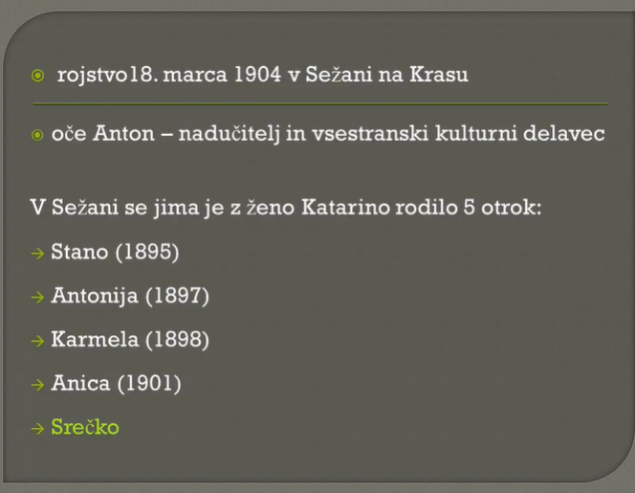 rojstvo18. marca 1904 v Sežani na Krasu
oče Anton – nadučitelj in vsestranski kulturni delavec
V Sežani se jima je z ženo Katarino rodilo 5 otrok:
→ Stano (1895)
→ Antonija (1897)
→ Karmela (1898)
→ Anica (1901)
→ Srečko